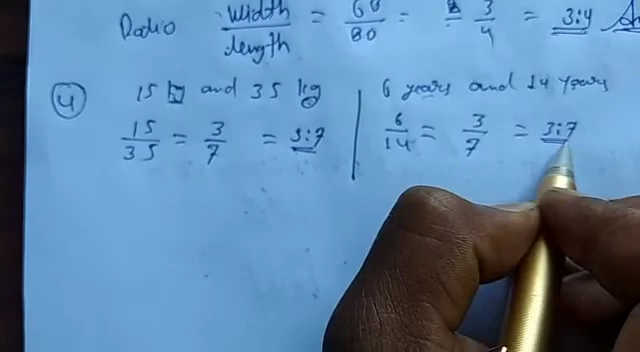 Ratio Width/length = 60/80 = 3/4 = 3:4
4 15 kg and 35 kg
15/35 = 3/7 = 3:7
6 years and 14 years
6/14 = 3/7 = 3:7